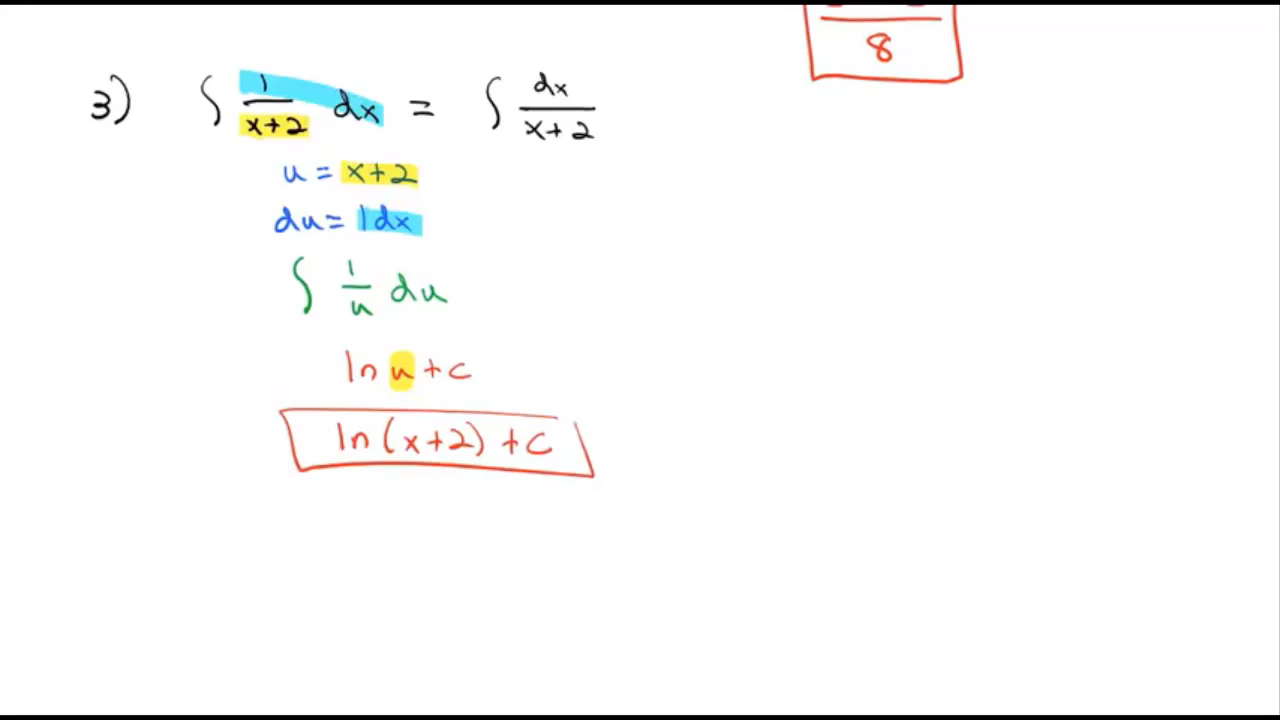 8
3) ∫ 1/(x+2) dx = ∫ dx/(x+2)
u = x+2
du = 1dx
∫ 1/u du
ln u + c
ln(x+2) + c